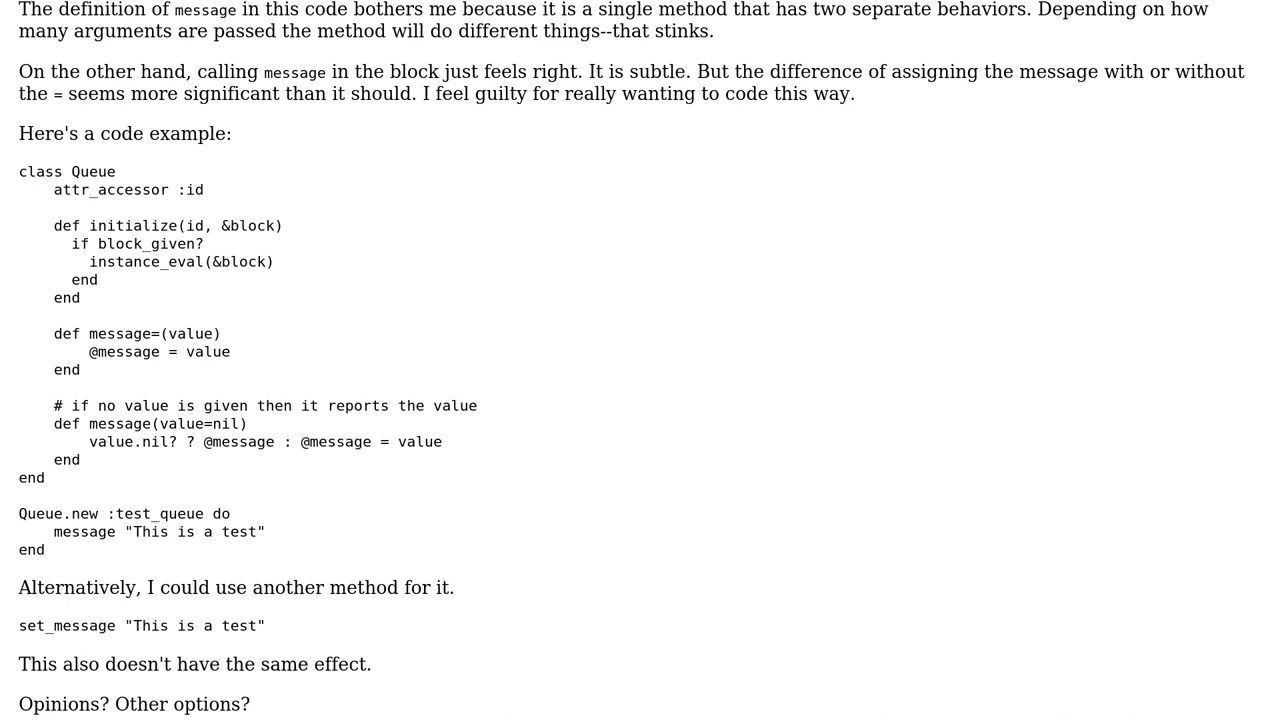 The definition of message in this code bothers me because it is a single method that has two separate behaviors. Depending on how
many arguments are passed the method will do different things--that stinks.
On the other hand, calling message in the block just feels right. It is subtle. But the difference of assigning the message with or without
the = seems more significant than it should. I feel guilty for really wanting to code this way.
Here's a code example:
class Queue
    attr_accessor :id
    def initialize(id, &block)
      if block_given?
        instance_eval(&block)
      end
    end
    def message=(value)
        @message = value
    end
    # if no value is given then it reports the value
    def message(value=nil)
        value.nil? ? @message : @message = value
    end
end
Queue.new :test_queue do
    message "This is a test"
end
Alternatively, I could use another method for it.
set_message "This is a test"
This also doesn't have the same effect.
Opinions? Other options?